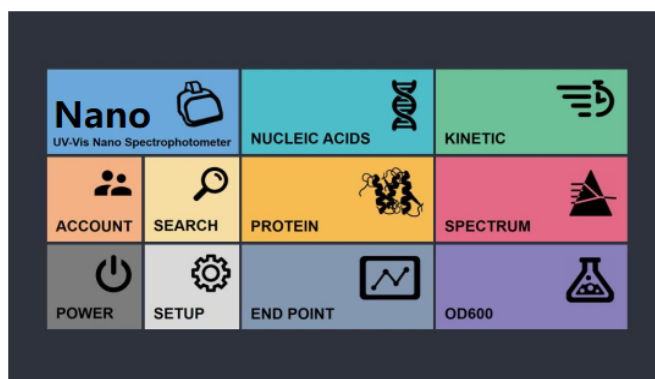 Nano
UV-Vis Nano Spectrophotometer
NUCLEIC ACIDS
KINETIC
ACCOUNT
SEARCH
PROTEIN
SPECTRUM
POWER
SETUP
END POINT
OD600